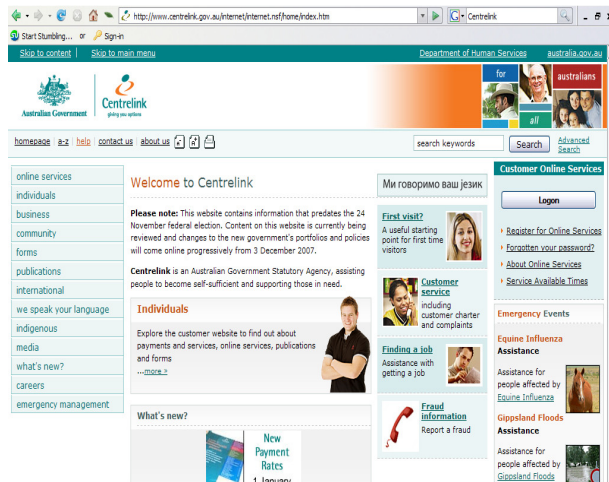 http://www.centrelink.gov.au/internet/internet.nsf/home/index.htm
Centrelink
Start Stumbling... or Sign-in
Skip to content | Skip to main menu
Department of Human Services australia.gov.au
Australian Government
Centrelink
giving you options
for
australians
all
homepage | a-z | help | contact us | about us
search keywords
Search
Advanced Search
online services
individuals
business
community
forms
publications
international
we speak your language
indigenous
media
what's new?
careers
emergency management
Welcome to Centrelink
Please note: This website contains information that predates the 24
November federal election. Content on this website is currently being
reviewed and changes to the new government's portfolios and policies
will come online progressively from 3 December 2007.
Centrelink is an Australian Government Statutory Agency, assisting
people to become self-sufficient and supporting those in need.
Individuals
Explore the customer website to find out about
payments and services, online services, publications
and forms
...more »
What's new?
New
Payment
Rates
1 January
Ми говоримо ваш језик
First visit?
A useful starting
point for first time
visitors
Customer
service
including
customer charter
and complaints
Finding a job
Assistance with
getting a job
Fraud
information
Report a fraud
Customer Online Services
Logon
Register for Online Services
Forgotten your password?
About Online Services
Service Available Times
Emergency Events
Equine Influenza
Assistance
Assistance for
people affected by
Equine Influenza
Gippsland Floods
Assistance
Assistance for
people affected by
Gippsland Floods